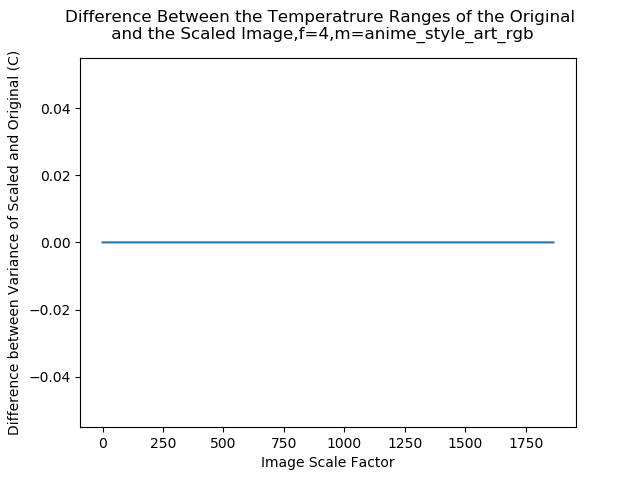 Difference Between the Temperatrure Ranges of the Original
and the Scaled Image,f=4,m=anime_style_art_rgb
Difference between Variance of Scaled and Original (C)
0.04
0.02
0.00
−0.02
−0.04
0 250 500 750 1000 1250 1500 1750
Image Scale Factor